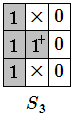 1 × 0
1 1⁺ 0
1 × 0
S₃